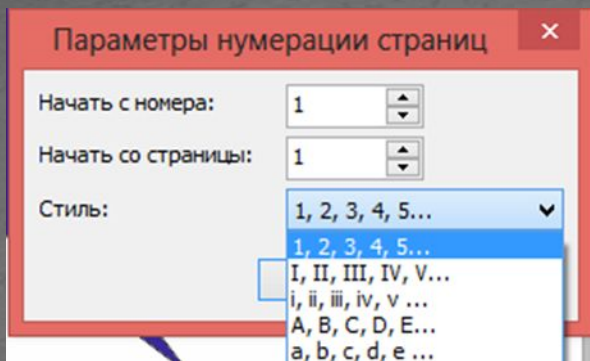 Параметры нумерации страниц
Начать с номера: 1
Начать со страницы: 1
Стиль: 1, 2, 3, 4, 5...
1, 2, 3, 4, 5...
I, II, III, IV, V...
i, ii, iii, iv, v ...
A, B, C, D, E...
a, b, c, d, e ...